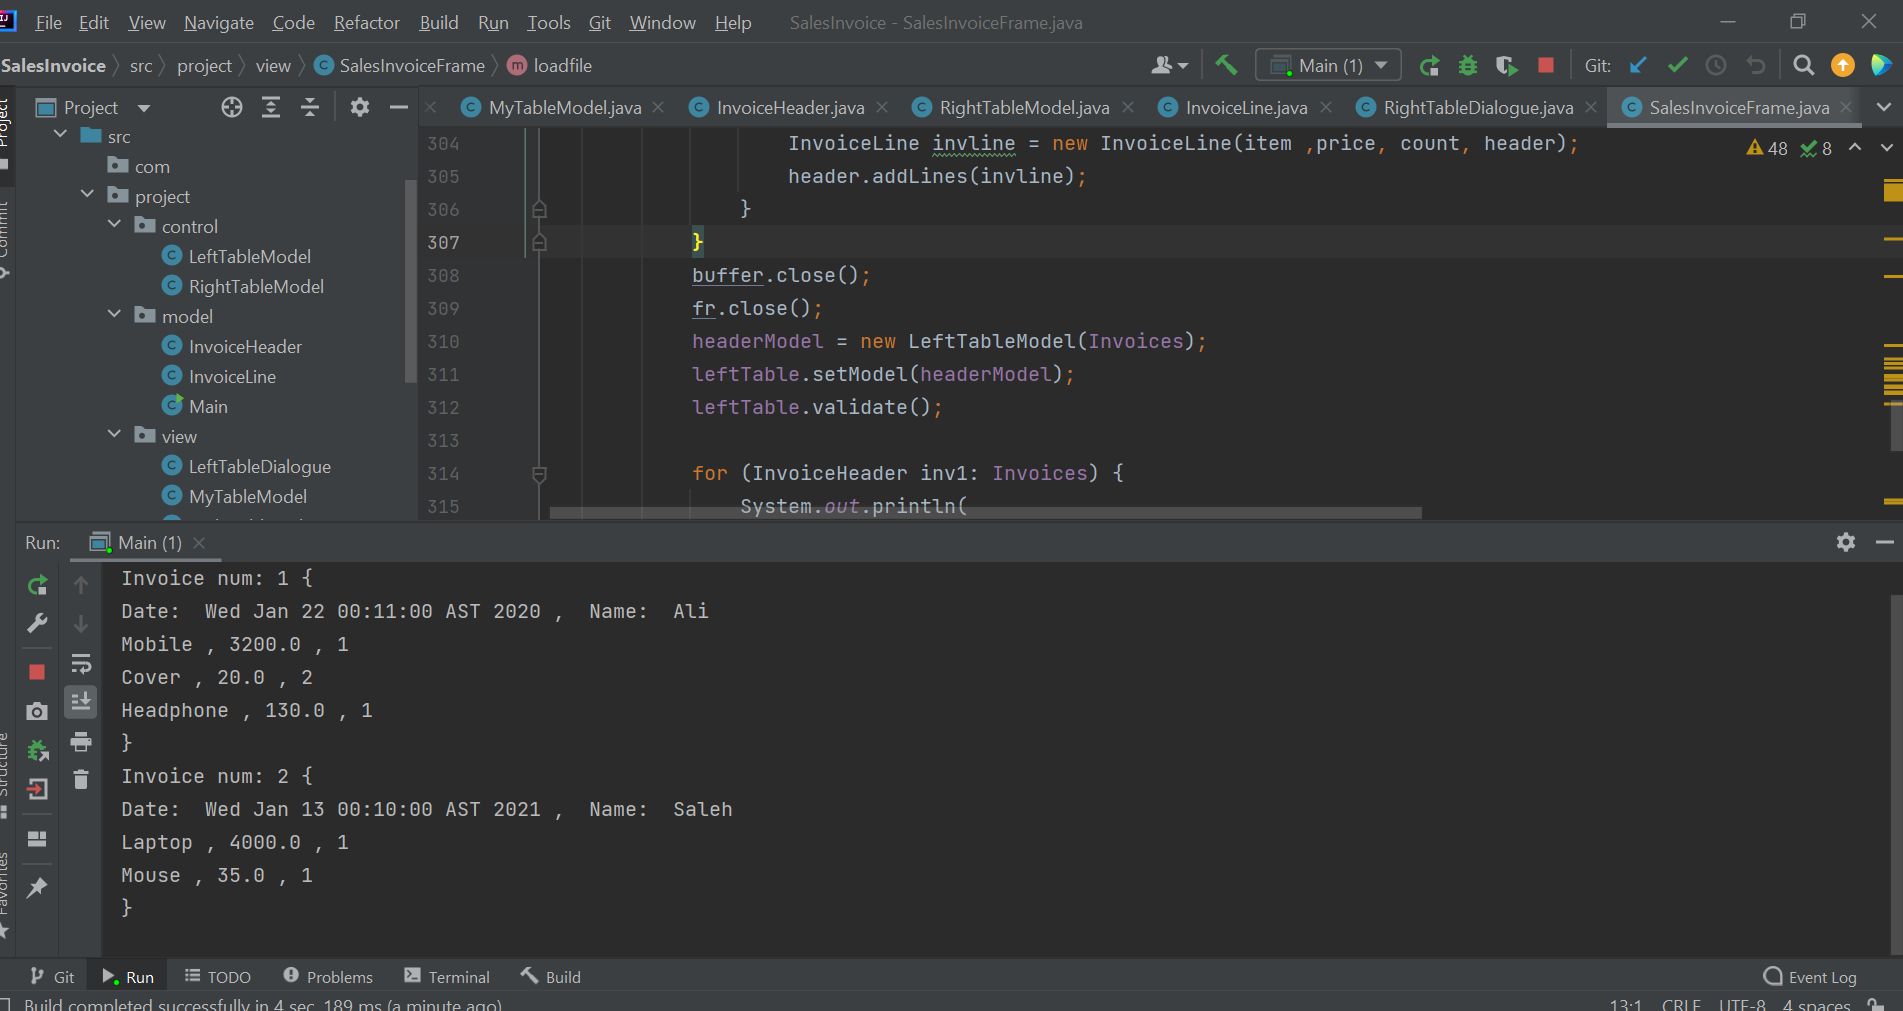 File Edit View Navigate Code Refactor Build Run Tools Git Window Help SalesInvoice - SalesInvoiceFrame.java
SalesInvoice src project view SalesInvoiceFrame loadfile Main (1) Git:
Project MyTableModel.java InvoiceHeader.java RightTableModel.java InvoiceLine.java RightTableDialogue.java SalesInvoiceFrame.java
Project
Commit
src
com
project
control
LeftTableModel
RightTableModel
model
InvoiceHeader
InvoiceLine
Main
view
LeftTableDialogue
MyTableModel
304 InvoiceLine invline = new InvoiceLine(item ,price, count, header);
48 8
305 header.addLines(invline);
306 }
307 }
308 buffer.close();
309 fr.close();
310 headerModel = new LeftTableModel(Invoices);
311 leftTable.setModel(headerModel);
312 leftTable.validate();
313
314 for (InvoiceHeader inv1: Invoices) {
315 System.out.println(
Run: Main (1)
Invoice num: 1 {
Date:  Wed Jan 22 00:11:00 AST 2020 ,  Name:  Ali
Mobile , 3200.0 , 1
Cover , 20.0 , 2
Headphone , 130.0 , 1
}
Invoice num: 2 {
Date:  Wed Jan 13 00:10:00 AST 2021 ,  Name:  Saleh
Laptop , 4000.0 , 1
Mouse , 35.0 , 1
}
Structure
Favorites
Git Run TODO Problems Terminal Build Event Log
Build completed successfully in 4 sec, 189 ms (a minute ago) 13:1 CRLF UTF-8 4 spaces